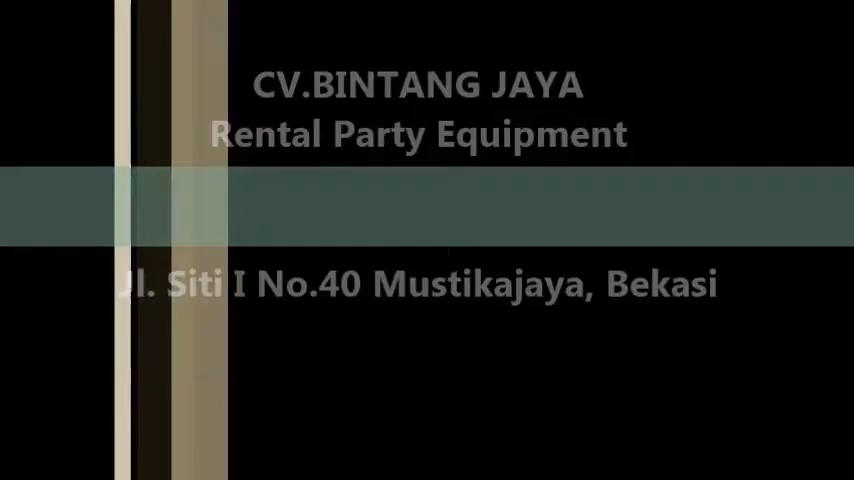 CV.BINTANG JAYA
Rental Party Equipment
Jl. Siti I No.40 Mustikajaya, Bekasi